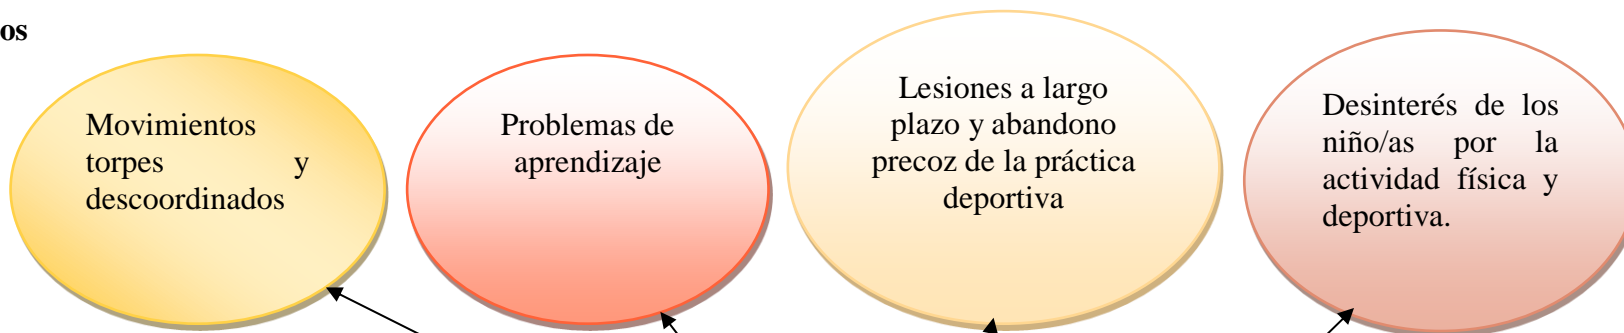 os
Movimientos
torpes y
descoordinados
Problemas de
aprendizaje
Lesiones a largo
plazo y abandono
precoz de la práctica
deportiva
Desinterés de los
niño/as por la
actividad física y
deportiva.